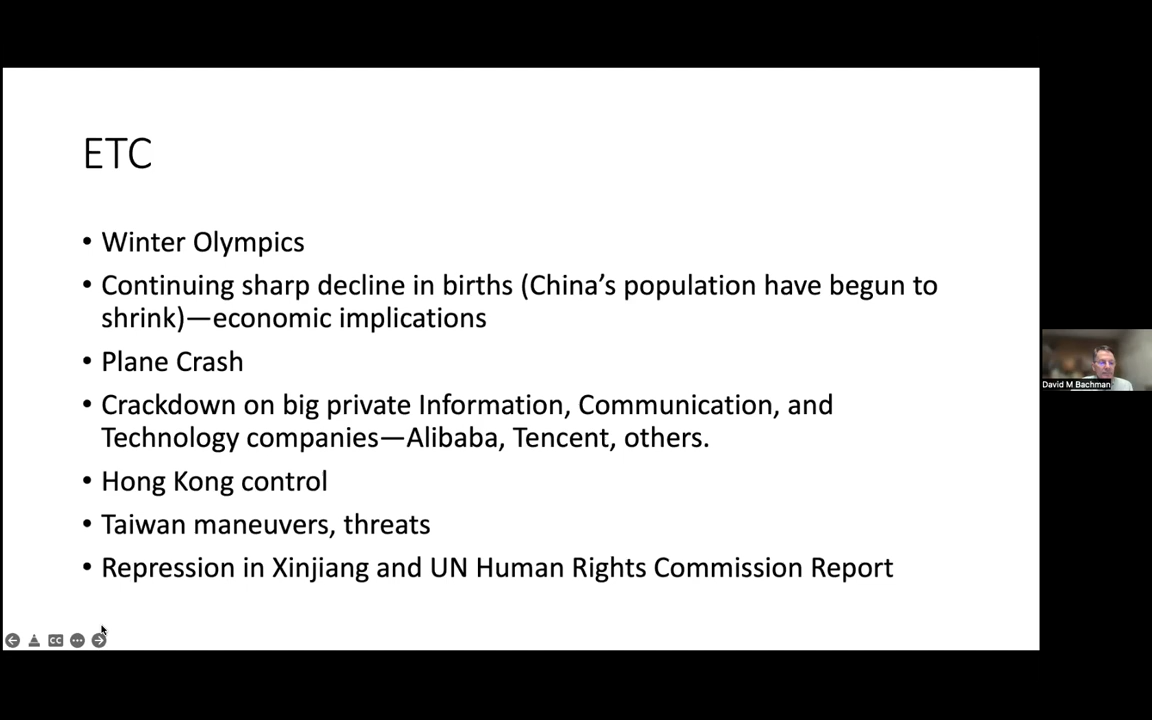 ETC
• Winter Olympics
• Continuing sharp decline in births (China’s population have begun to
shrink)—economic implications
• Plane Crash
• Crackdown on big private Information, Communication, and
Technology companies—Alibaba, Tencent, others.
• Hong Kong control
• Taiwan maneuvers, threats
• Repression in Xinjiang and UN Human Rights Commission Report
David M Bachman
CC